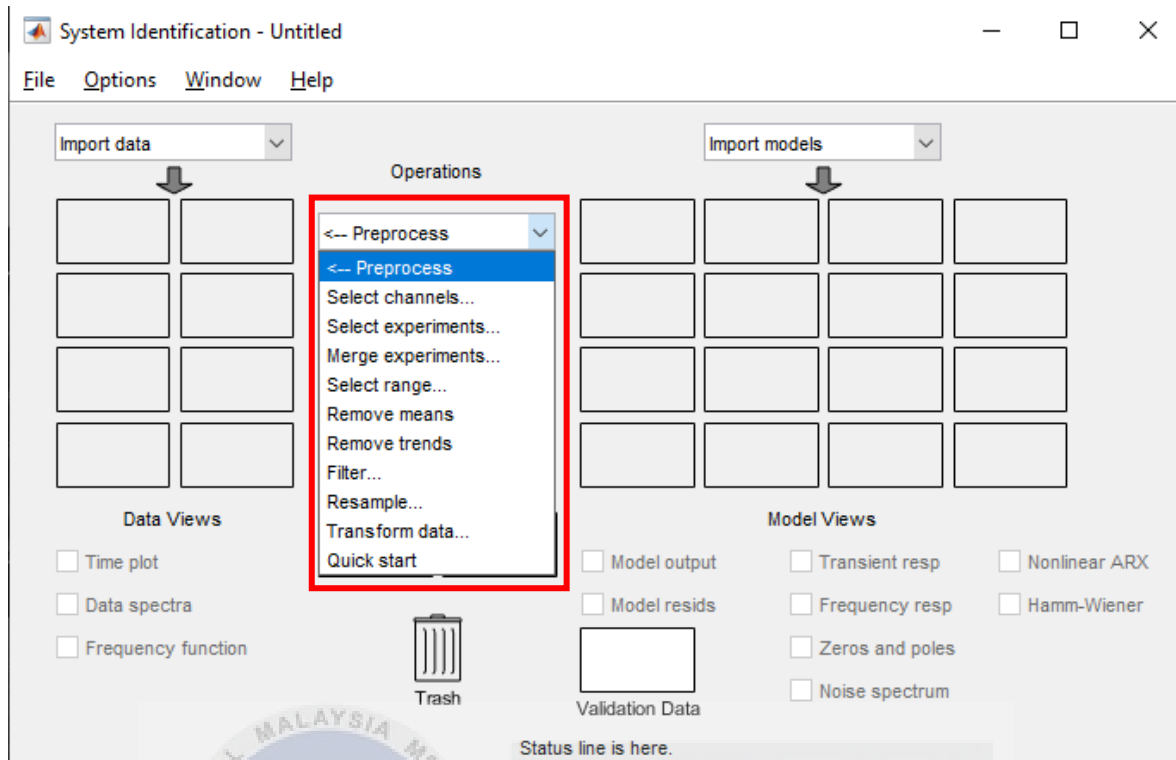 System Identification - Untitled
File Options Window Help
Import data
Import models
Operations
<-- Preprocess
<-- Preprocess
Select channels...
Select experiments...
Merge experiments...
Select range...
Remove means
Remove trends
Filter...
Resample...
Transform data...
Quick start
Data Views
Model Views
Time plot
Model output
Transient resp
Nonlinear ARX
Data spectra
Model resids
Frequency resp
Hamm-Wiener
Frequency function
Zeros and poles
Noise spectrum
Trash
Validation Data
MALAYSIA
Status line is here.